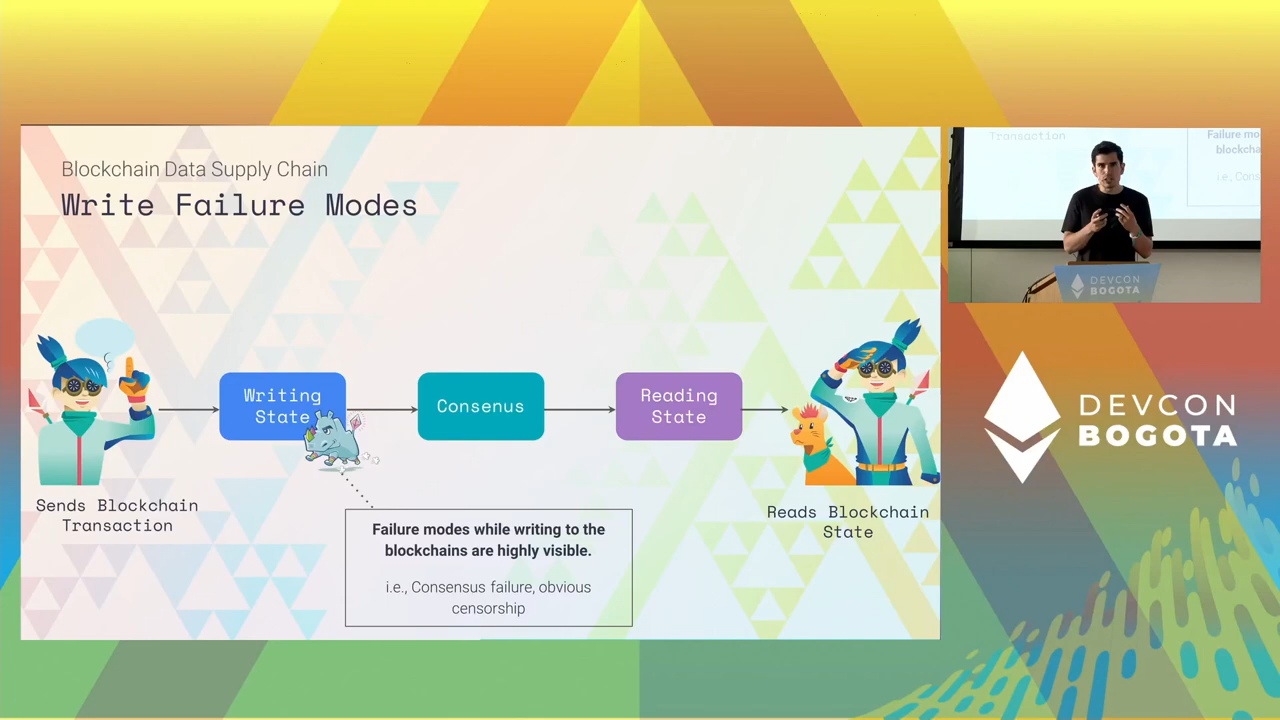 Blockchain Data Supply Chain
Write Failure Modes
Writing
State
Consenus
Reading
State
Sends Blockchain
Transaction
Reads Blockchain
State
Failure modes while writing to the
blockchains are highly visible.
i.e., Consensus failure, obvious
censorship
Transaction
Failure mo
blockcha
i.e, Cons
DEVCON
BOGOTA
DEVCON
BOGOTA